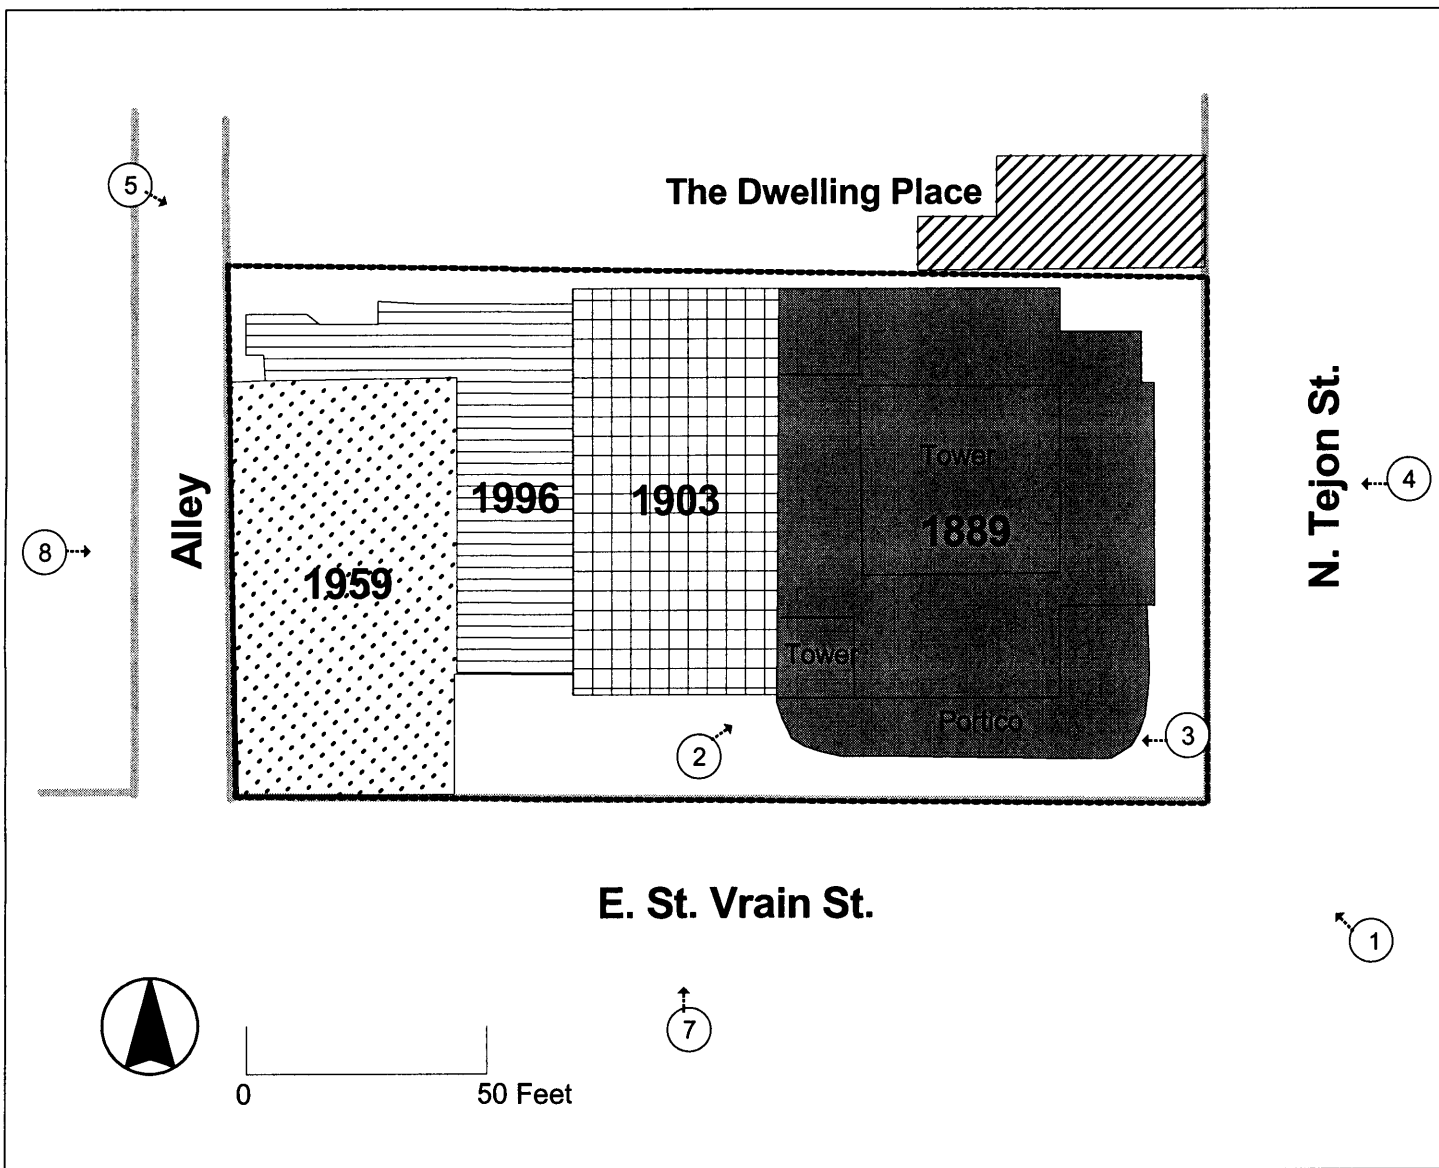 5
The Dwelling Place
N. Tejon St.
4
Tower
1996
1903
1889
Alley
8
1959
Tower
Portico
2
3
E. St. Vrain St.
1
7
0
50 Feet